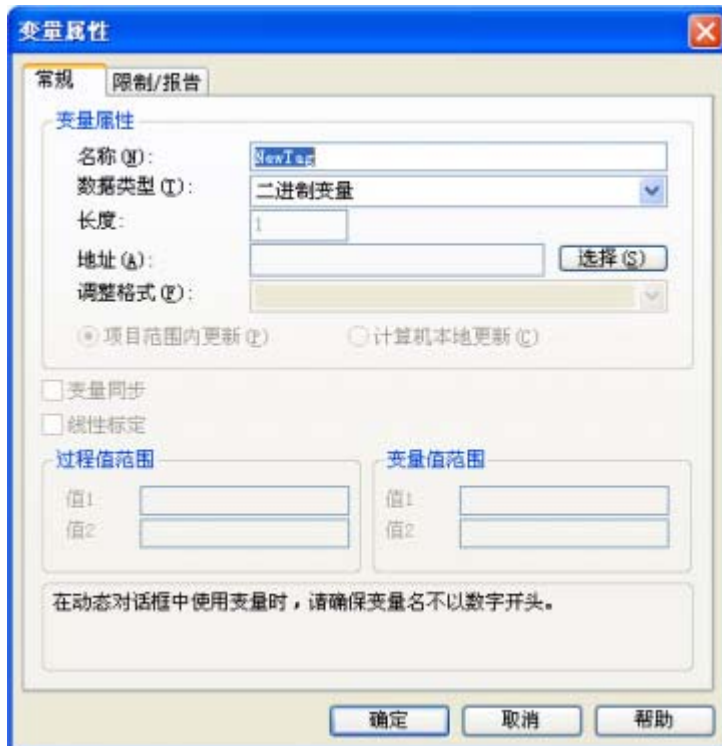 变量属性
常规 限制/报告
变量属性
名称(N): NewTag
数据类型(T): 二进制变量
长度: 1
地址(A): 选择(S)
调整格式(F):
项目范围内更新(P) 计算机本地更新(C)
变量同步
线性标定
过程值范围 变量值范围
值1 值1
值2 值2
在动态对话框中使用变量时，请确保变量名不以数字开头。
确定 取消 帮助